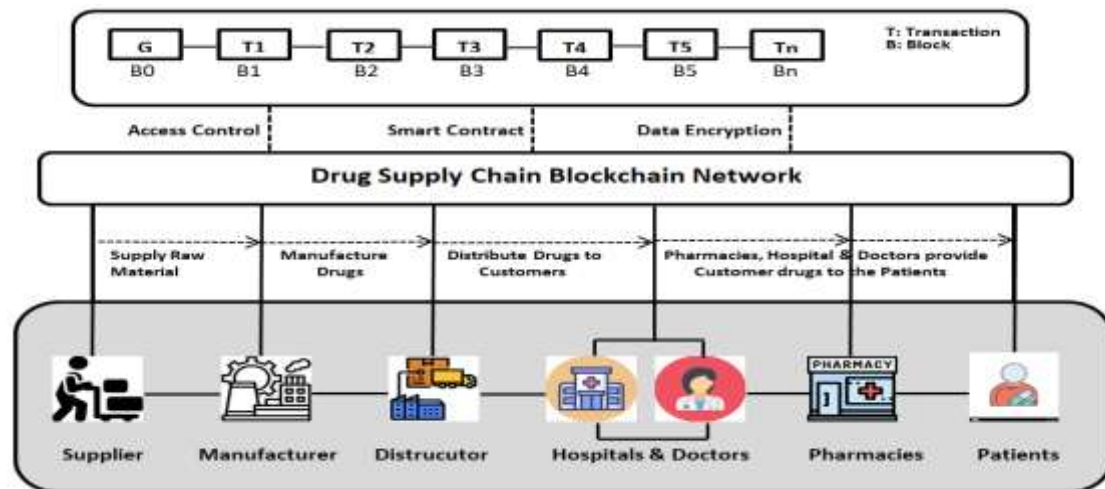 G T1 T2 T3 T4 T5 Tn
B0 B1 B2 B3 B4 B5 Bn
T: Transaction
B: Block
Access Control Smart Contract Data Encryption
Drug Supply Chain Blockchain Network
Supply Raw
Material
Manufacture
Drugs
Distribute Drugs to
Customers
Pharmacies, Hospital & Doctors provide
Customer drugs to the Patients
PHARMACY
Supplier Manufacturer Distrucutor Hospitals & Doctors Pharmacies Patients